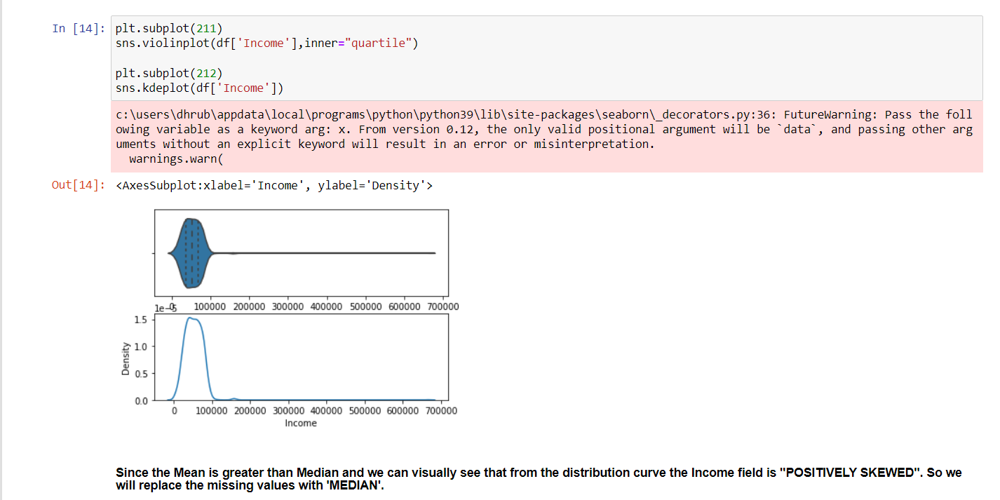 In [14]: plt.subplot(211)
sns.violinplot(df['Income'],inner="quartile")
plt.subplot(212)
sns.kdeplot(df['Income'])
c:\users\dhrub\appdata\local\programs\python\python39\lib\site-packages\seaborn\_decorators.py:36: FutureWarning: Pass the foll
owing variable as a keyword arg: x. From version 0.12, the only valid positional argument will be `data`, and passing other arg
uments without an explicit keyword will result in an error or misinterpretation.
warnings.warn(
Out[14]: <AxesSubplot:xlabel='Income', ylabel='Density'>
0 100000 200000 300000 400000 500000 600000 700000
1e-5
1.5
1.0
0.5
0.0
Density
0 100000 200000 300000 400000 500000 600000 700000
Income
Since the Mean is greater than Median and we can visually see that from the distribution curve the Income field is "POSITIVELY SKEWED". So we
will replace the missing values with 'MEDIAN'.